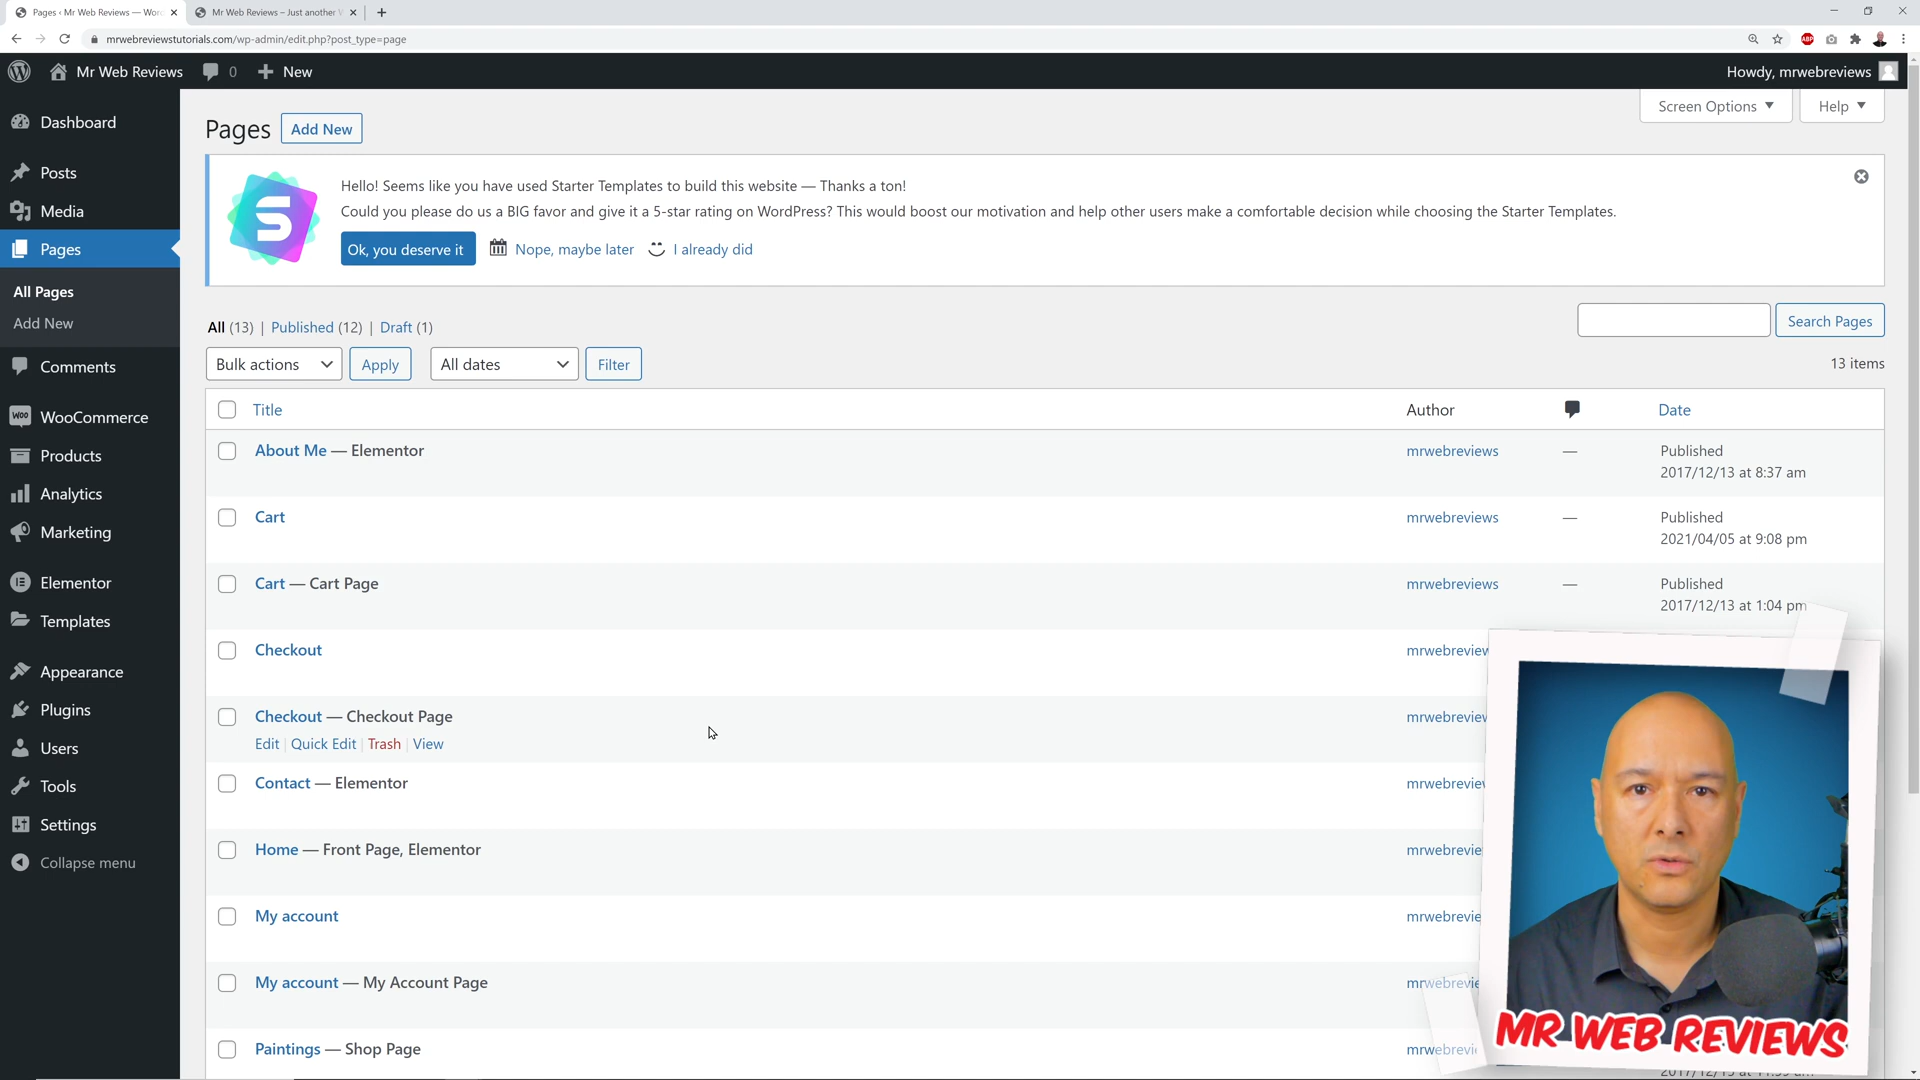 Pages ‹ Mr Web Reviews — Wor
Mr Web Reviews – Just another
mrwebreviewstutorials.com/wp-admin/edit.php?post_type=page
ABP
Mr Web Reviews
0
New
Howdy, mrwebreviews
Dashboard
Posts
Media
Pages
All Pages
Add New
Comments
WooCommerce
Products
Analytics
Marketing
Elementor
Templates
Appearance
Plugins
Users
Tools
Settings
Collapse menu
Screen Options
Help
Pages
Add New
S
Hello! Seems like you have used Starter Templates to build this website — Thanks a ton!
Could you please do us a BIG favor and give it a 5-star rating on WordPress? This would boost our motivation and help other users make a comfortable decision while choosing the Starter Templates.
Ok, you deserve it
Nope, maybe later
I already did
All (13) | Published (12) | Draft (1)
Search Pages
Bulk actions
Apply
All dates
Filter
13 items
Title
Author
Date
About Me — Elementor
mrwebreviews
—
Published
2017/12/13 at 8:37 am
Cart
mrwebreviews
—
Published
2021/04/05 at 9:08 pm
Cart — Cart Page
mrwebreviews
—
Published
2017/12/13 at 1:04 pm
Checkout
mrwebreview
Checkout — Checkout Page
mrwebreview
Edit | Quick Edit | Trash | View
Contact — Elementor
mrwebrevie
Home — Front Page, Elementor
mrwebrevie
My account
mrwebrevie
My account — My Account Page
mrwebrevie
Paintings — Shop Page
mrwebrevi
MR WEB REVIEWS